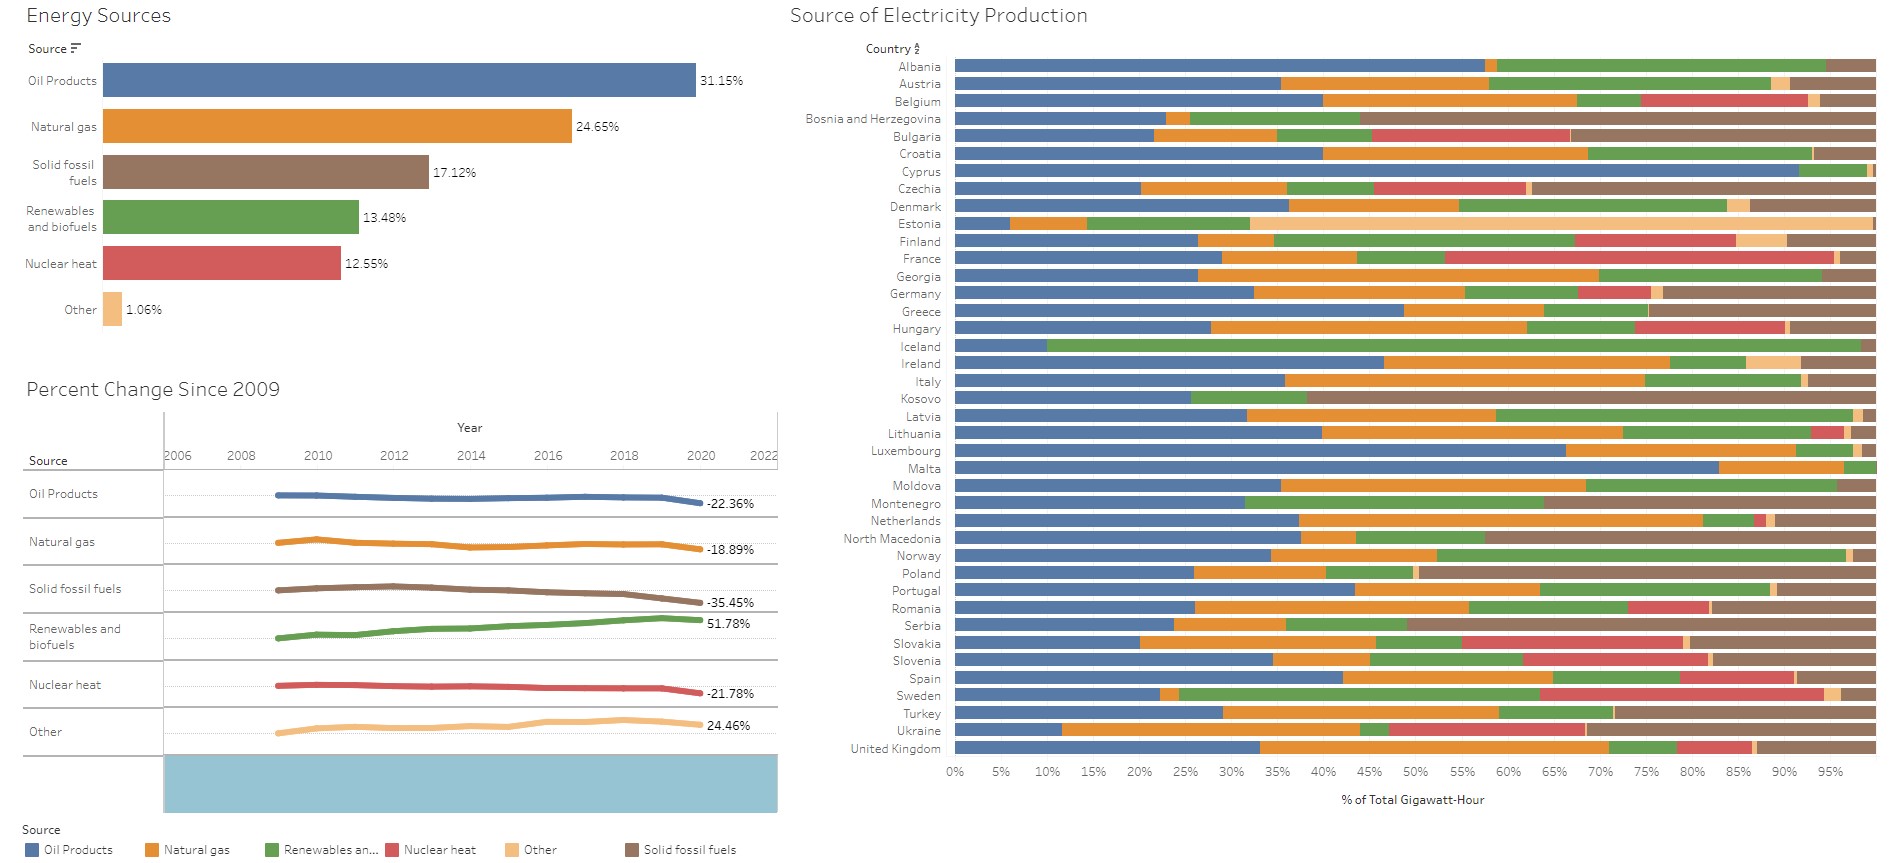 Energy Sources
Source
Oil Products
31.15%
Natural gas
24.65%
Solid fossil
fuels
17.12%
Renewables
and biofuels
13.48%
Nuclear heat
12.55%
Other
1.06%
Percent Change Since 2009
Year
Source
2006 2008 2010 2012 2014 2016 2018 2020 2022
Oil Products
-22.36%
Natural gas
-18.89%
Solid fossil fuels
-35.45%
Renewables and
biofuels
51.78%
Nuclear heat
-21.78%
Other
24.46%
Source
Oil Products Natural gas Renewables an... Nuclear heat Other Solid fossil fuels
Source of Electricity Production
Country
Albania
Austria
Belgium
Bosnia and Herzegovina
Bulgaria
Croatia
Cyprus
Czechia
Denmark
Estonia
Finland
France
Georgia
Germany
Greece
Hungary
Iceland
Ireland
Italy
Kosovo
Latvia
Lithuania
Luxembourg
Malta
Moldova
Montenegro
Netherlands
North Macedonia
Norway
Poland
Portugal
Romania
Serbia
Slovakia
Slovenia
Spain
Sweden
Turkey
Ukraine
United Kingdom
0% 5% 10% 15% 20% 25% 30% 35% 40% 45% 50% 55% 60% 65% 70% 75% 80% 85% 90% 95%
% of Total Gigawatt-Hour